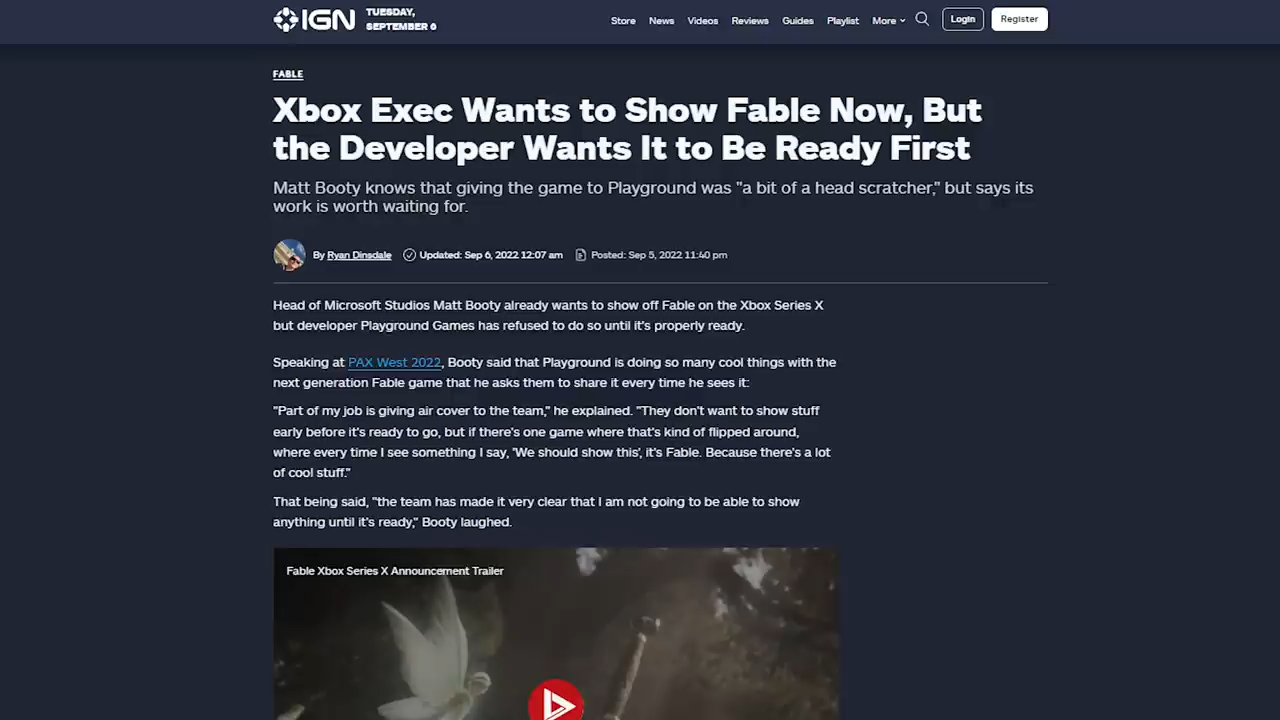 IGN
TUESDAY,
SEPTEMBER 6
Store News Videos Reviews Guides Playlist More Login Register
FABLE
Xbox Exec Wants to Show Fable Now, But
the Developer Wants It to Be Ready First
Matt Booty knows that giving the game to Playground was "a bit of a head scratcher," but says its
work is worth waiting for.
By Ryan Dinsdale Updated: Sep 6, 2022 12:07 am Posted: Sep 5, 2022 11:40 pm
Head of Microsoft Studios Matt Booty already wants to show off Fable on the Xbox Series X
but developer Playground Games has refused to do so until it's properly ready.
Speaking at PAX West 2022, Booty said that Playground is doing so many cool things with the
next generation Fable game that he asks them to share it every time he sees it:
"Part of my job is giving air cover to the team," he explained. "They don't want to show stuff
early before it's ready to go, but if there's one game where that's kind of flipped around,
where every time I see something I say, 'We should show this', it's Fable. Because there's a lot
of cool stuff."
That being said, "the team has made it very clear that I am not going to be able to show
anything until it's ready," Booty laughed.
Fable Xbox Series X Announcement Trailer